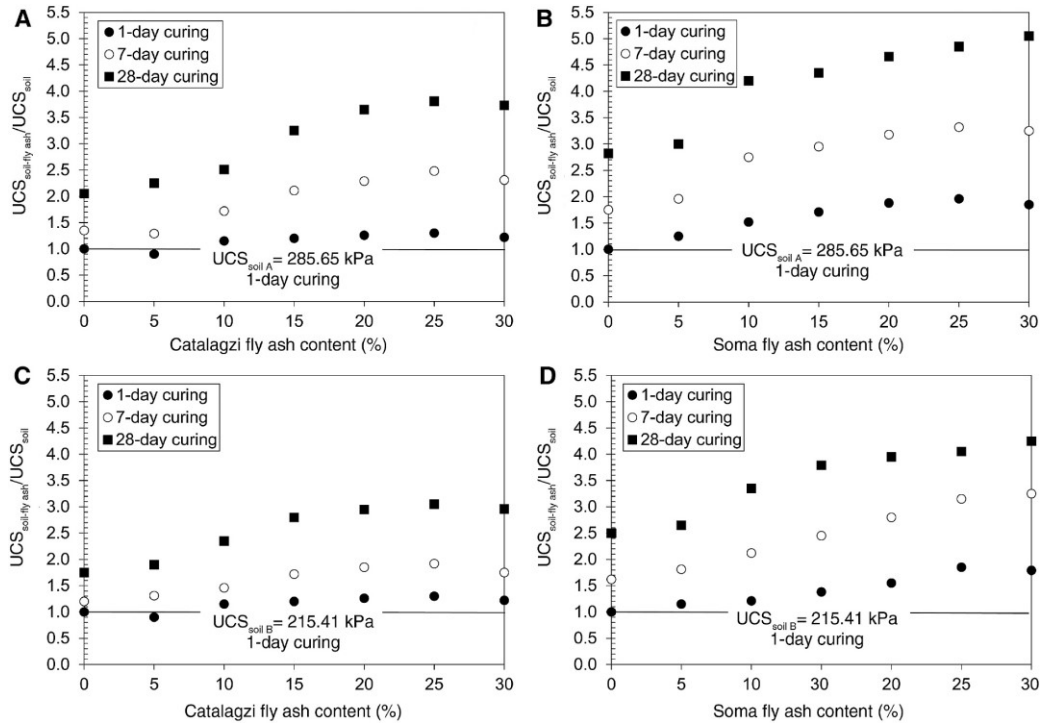 A
5.5
5.0
4.5
4.0
3.5
3.0
2.5
2.0
1.5
1.0
0.5
0.0
UCSsoil-fly ash/UCSsoil
1-day curing
7-day curing
28-day curing
UCSsoil A= 285.65 kPa
1-day curing
0 5 10 15 20 25 30
Catalagzi fly ash content (%)
B
5.5
5.0
4.5
4.0
3.5
3.0
2.5
2.0
1.5
1.0
0.5
0.0
UCSsoil-fly ash/UCSsoil
1-day curing
7-day curing
28-day curing
UCSsoil A= 285.65 kPa
1-day curing
0 5 10 15 20 25 30
Soma fly ash content (%)
C
5.5
5.0
4.5
4.0
3.5
3.0
2.5
2.0
1.5
1.0
0.5
0.0
UCSsoil-fly ash/UCSsoil
1-day curing
7-day curing
28-day curing
UCSsoil B= 215.41 kPa
1-day curing
0 5 10 15 20 25 30
Catalagzi fly ash content (%)
D
5.5
5.0
4.5
4.0
3.5
3.0
2.5
2.0
1.5
1.0
0.5
0.0
UCSsoil-fly ash/UCSsoil
1-day curing
7-day curing
28-day curing
UCSsoil B= 215.41 kPa
1-day curing
0 5 10 30 20 25 30
Soma fly ash content (%)